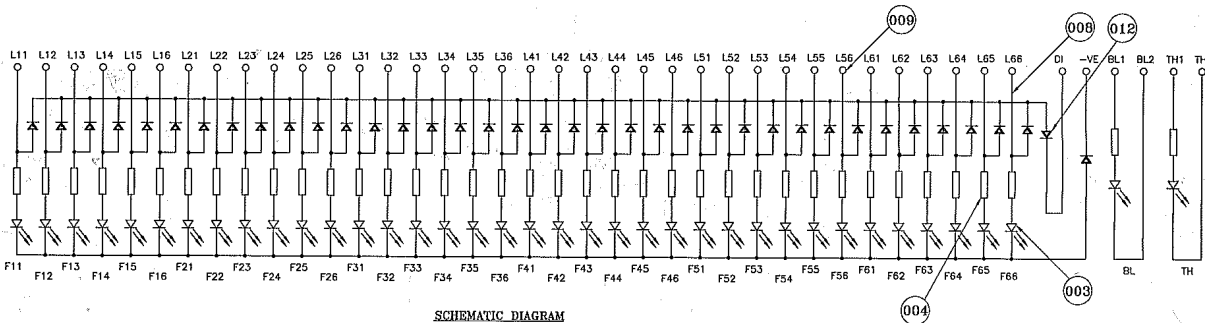 009
008
012
L11 L12 L13 L14 L15 L16 L21 L22 L23 L24 L25 L26 L31 L32 L33 L34 L35 L36 L41 L42 L43 L44 L45 L46 L51 L52 L53 L54 L55 L56 L61 L62 L63 L64 L65 L66 DI -VE BL1 BL2 TH1 TH
F11 F12 F13 F14 F15 F16 F21 F22 F23 F24 F25 F26 F31 F32 F33 F34 F35 F36 F41 F42 F43 F44 F45 F46 F51 F52 F53 F54 F55 F56 F61 F62 F63 F64 F65 F66 BL TH
004
003
SCHEMATIC DIAGRAM